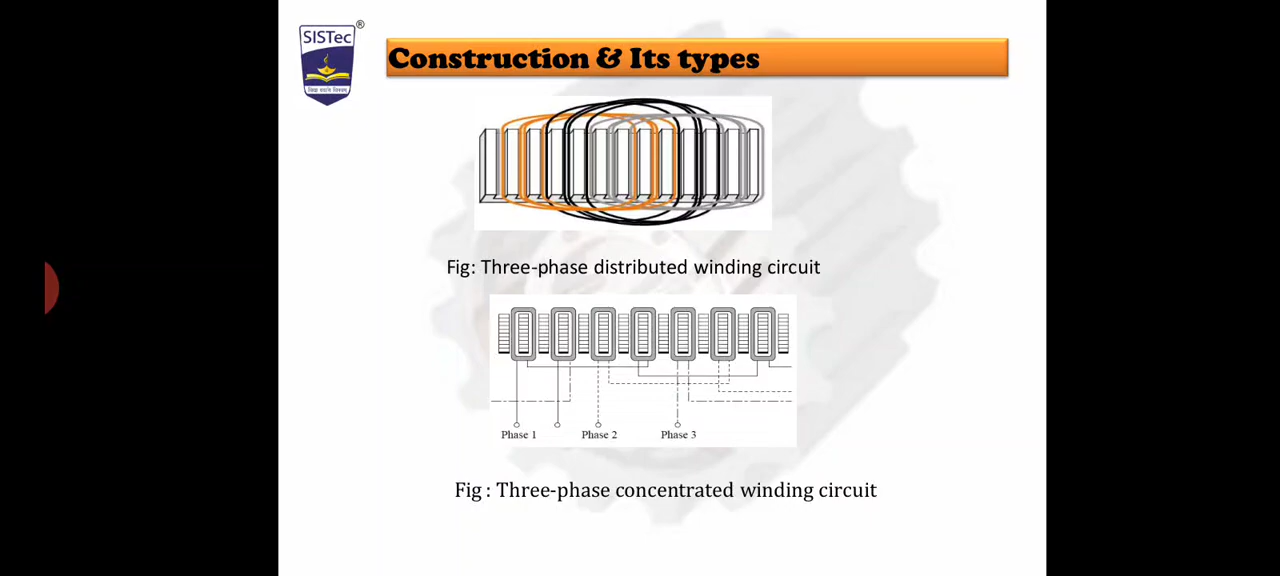 SISTec
®
Construction & Its types
Fig: Three-phase distributed winding circuit
Phase 1
Phase 2
Phase 3
Fig : Three-phase concentrated winding circuit